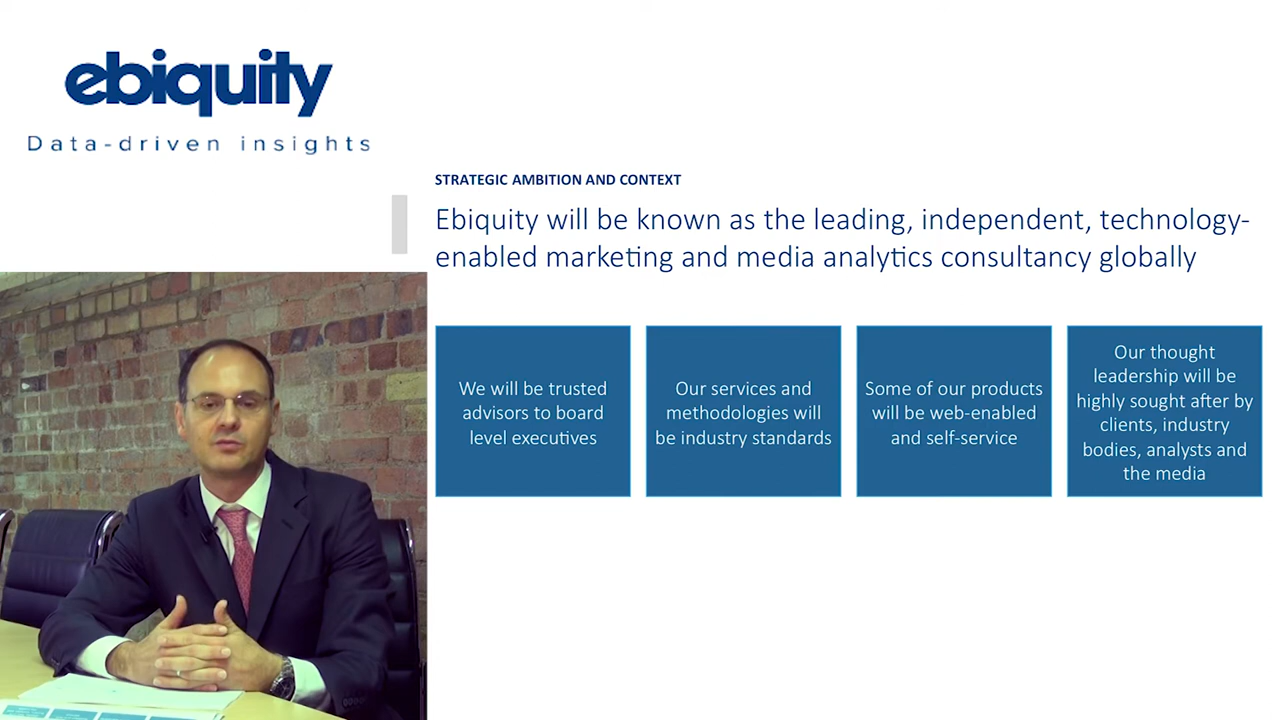 ebiquity
Data-driven insights
STRATEGIC AMBITION AND CONTEXT
Ebiquity will be known as the leading, independent, technology-
enabled marketing and media analytics consultancy globally
We will be trusted
advisors to board
level executives
Our services and
methodologies will
be industry standards
Some of our products
will be web-enabled
and self-service
Our thought
leadership will be
highly sought after by
clients, industry
bodies, analysts and
the media